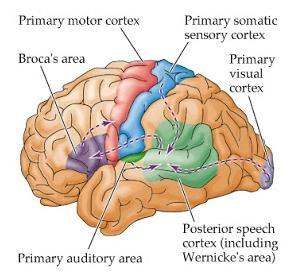 Primary motor cortex
Primary somatic
sensory cortex
Broca's area
Primary
visual
cortex
Primary auditory area
Posterior speech
cortex (including
Wernicke's area)